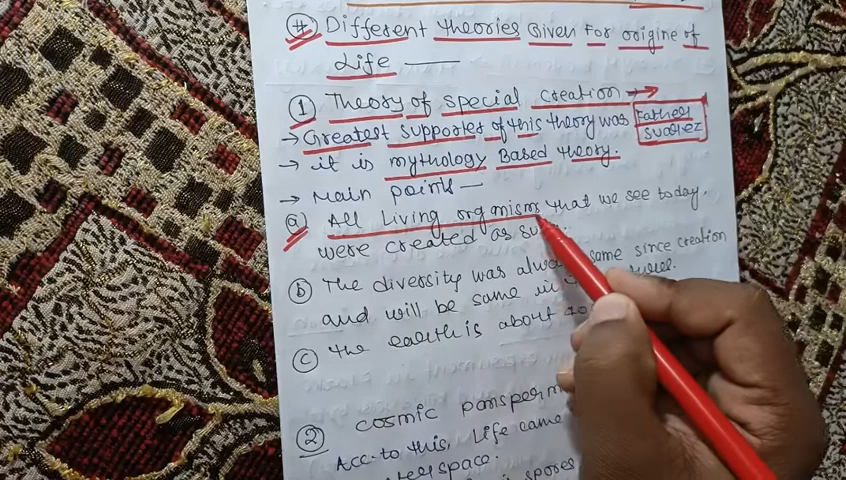 # Different theories Given For origine of
Life
① Theory of special creation →
→ Greatest supporter of this theory was Father
Suarez
→ it is mythology Based theory.
→ Main points —
ⓐ All Living organisms that we see today.
were created as
ⓑ The diversity was always same since creation
and will be same in
ⓒ The earth is about
② cosmic
Acc. to this, Life came
spores